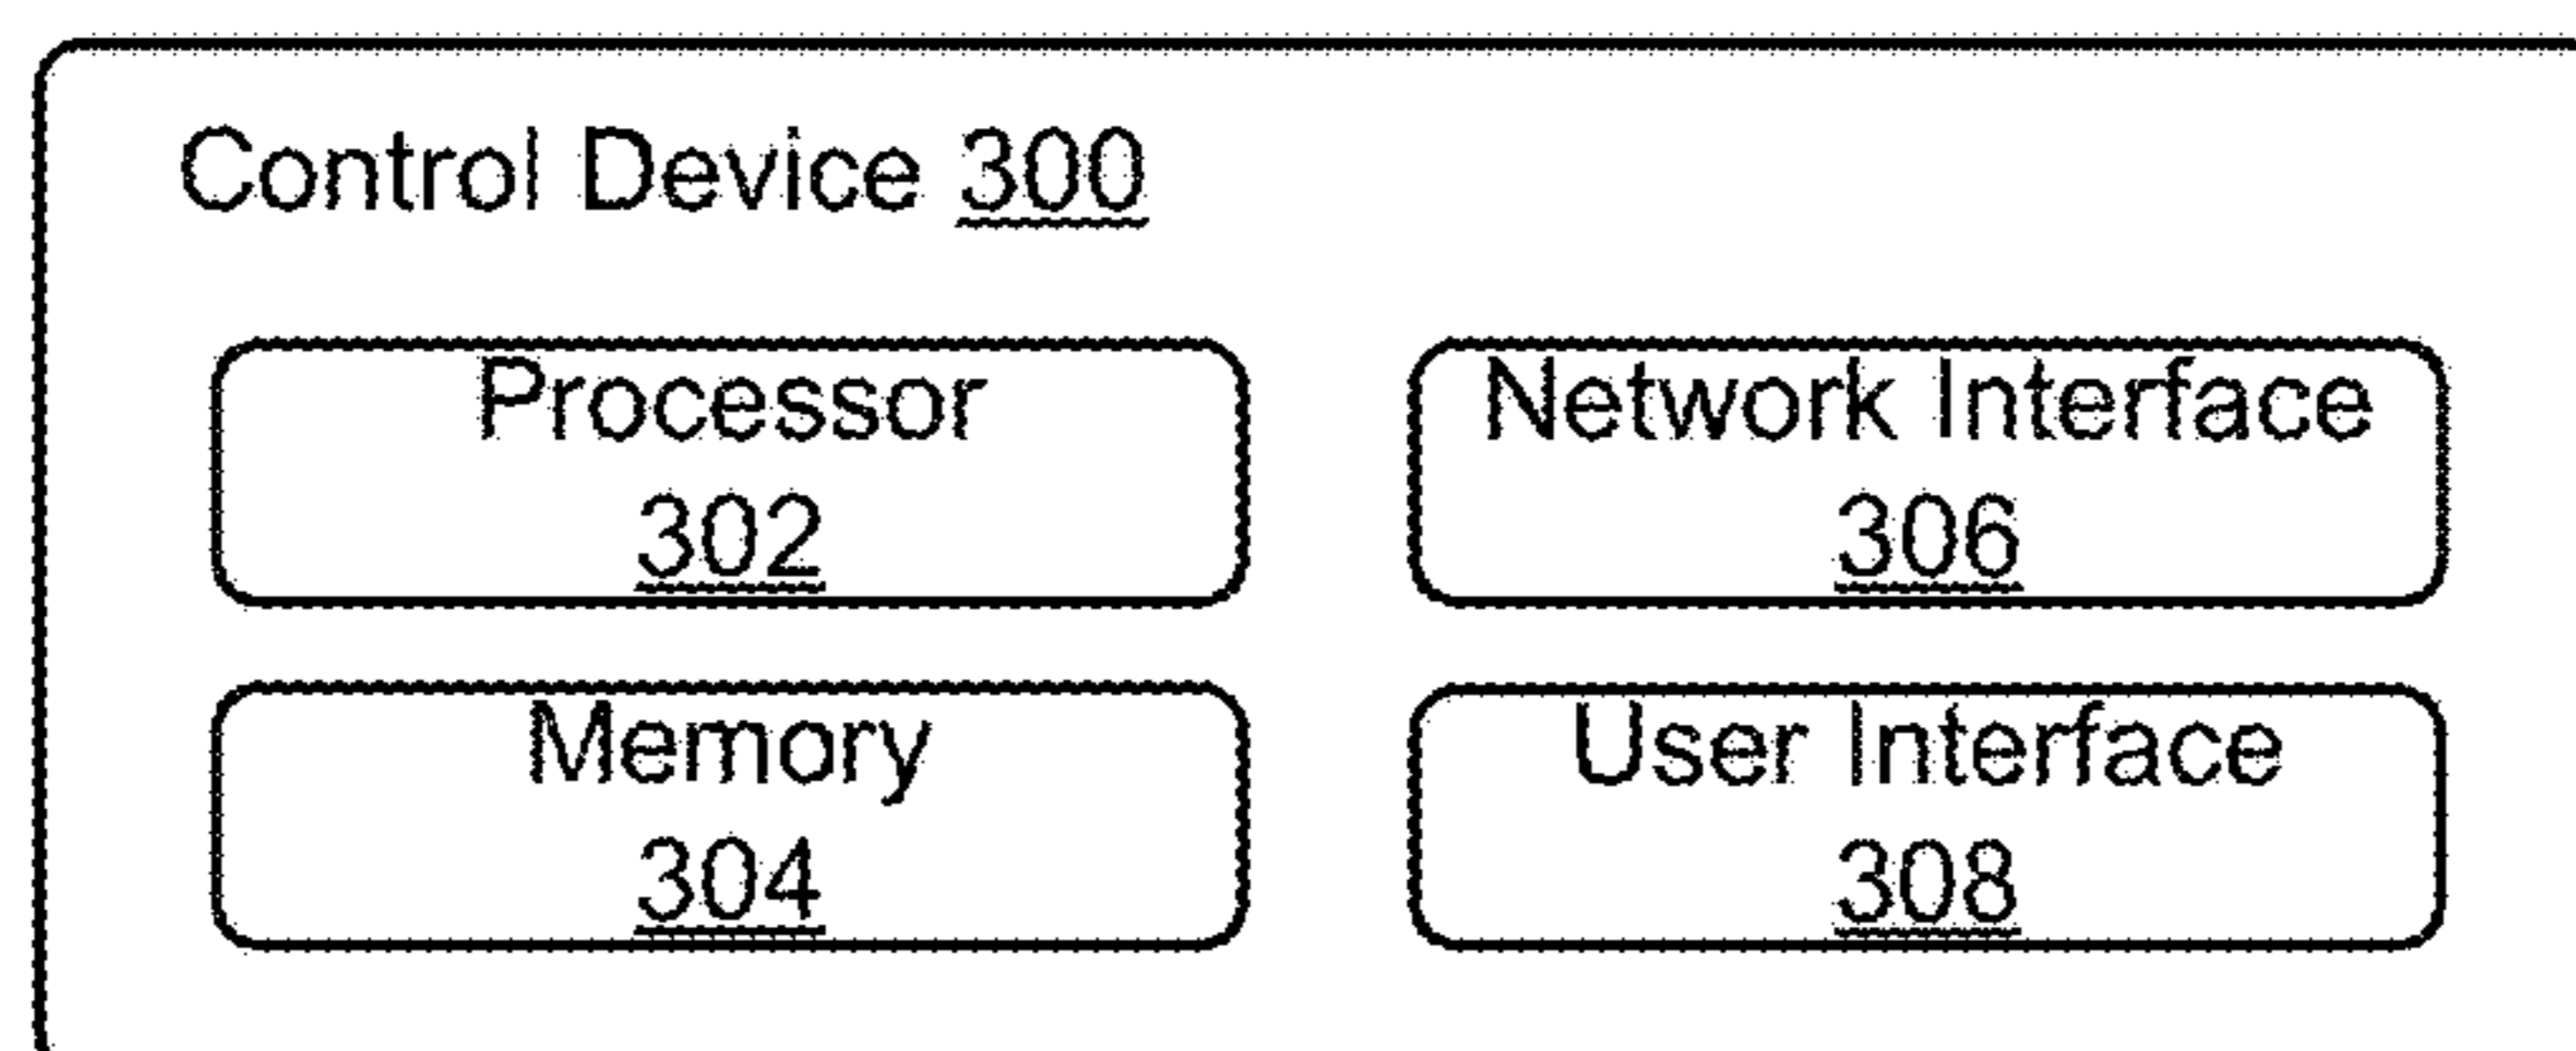 Control Device 300
Processor
302
Network Interface
306
Memory
304
User Interface
308